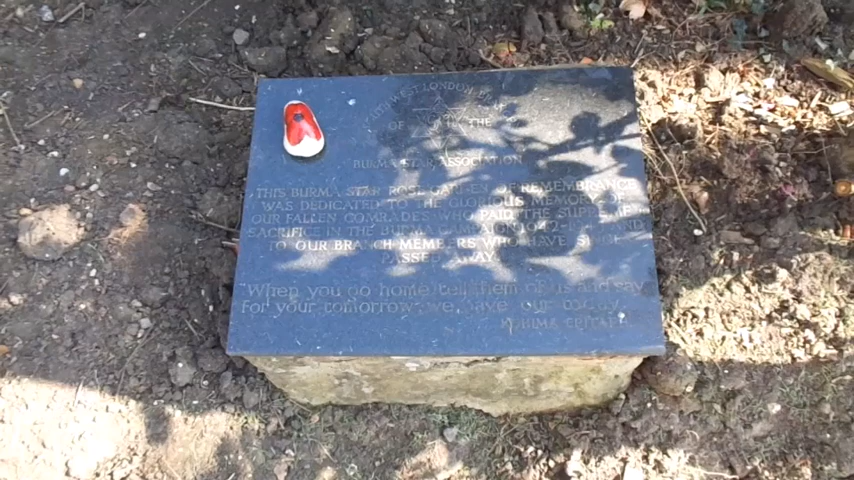 WEST LONDON BRANCH
OF THE
BURMA STAR ASSOCIATION
THIS BURMA STAR ROSE GARDEN OF REMEMBRANCE
WAS DEDICATED TO THE GLORIOUS MEMORY OF
OUR FALLEN COMRADES WHO PAID THE SUPREME
SACRIFICE IN THE BURMA CAMPAIGN AND
TO OUR BRANCH MEMBERS WHO HAVE SINCE
PASSED AWAY
"When you go home tell them of us and say
For your tomorrow we gave our today"
KOHIMA EPITAPH